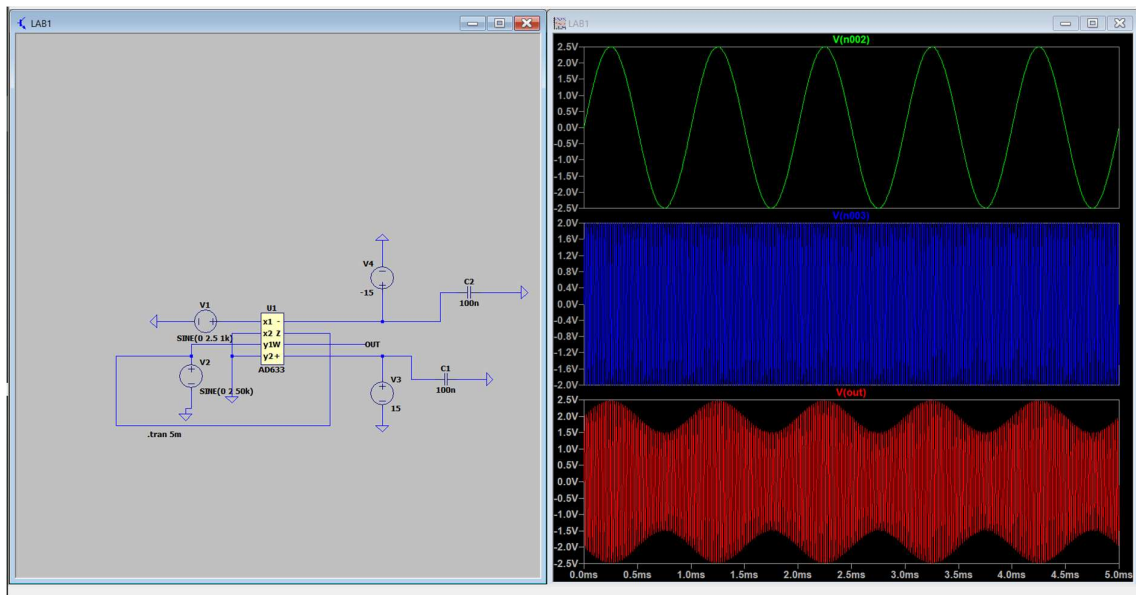 LAB1
V4
-15
C2
100n
V1
SINE(0 2.5 1k)
U1
x1 -
x2 Z
y1W
y2+
AD633
OUT
V2
SINE(0 2 50k)
C1
100n
V3
15
.tran 5m
LAB1
V(n002)
2.5V
2.0V
1.5V
1.0V
0.5V
0.0V
-0.5V
-1.0V
-1.5V
-2.0V
-2.5V
V(n003)
2.0V
1.6V
1.2V
0.8V
0.4V
0.0V
-0.4V
-0.8V
-1.2V
-1.6V
-2.0V
V(out)
2.5V
2.0V
1.5V
1.0V
0.5V
0.0V
-0.5V
-1.0V
-1.5V
-2.0V
-2.5V
0.0ms 0.5ms 1.0ms 1.5ms 2.0ms 2.5ms 3.0ms 3.5ms 4.0ms 4.5ms 5.0ms